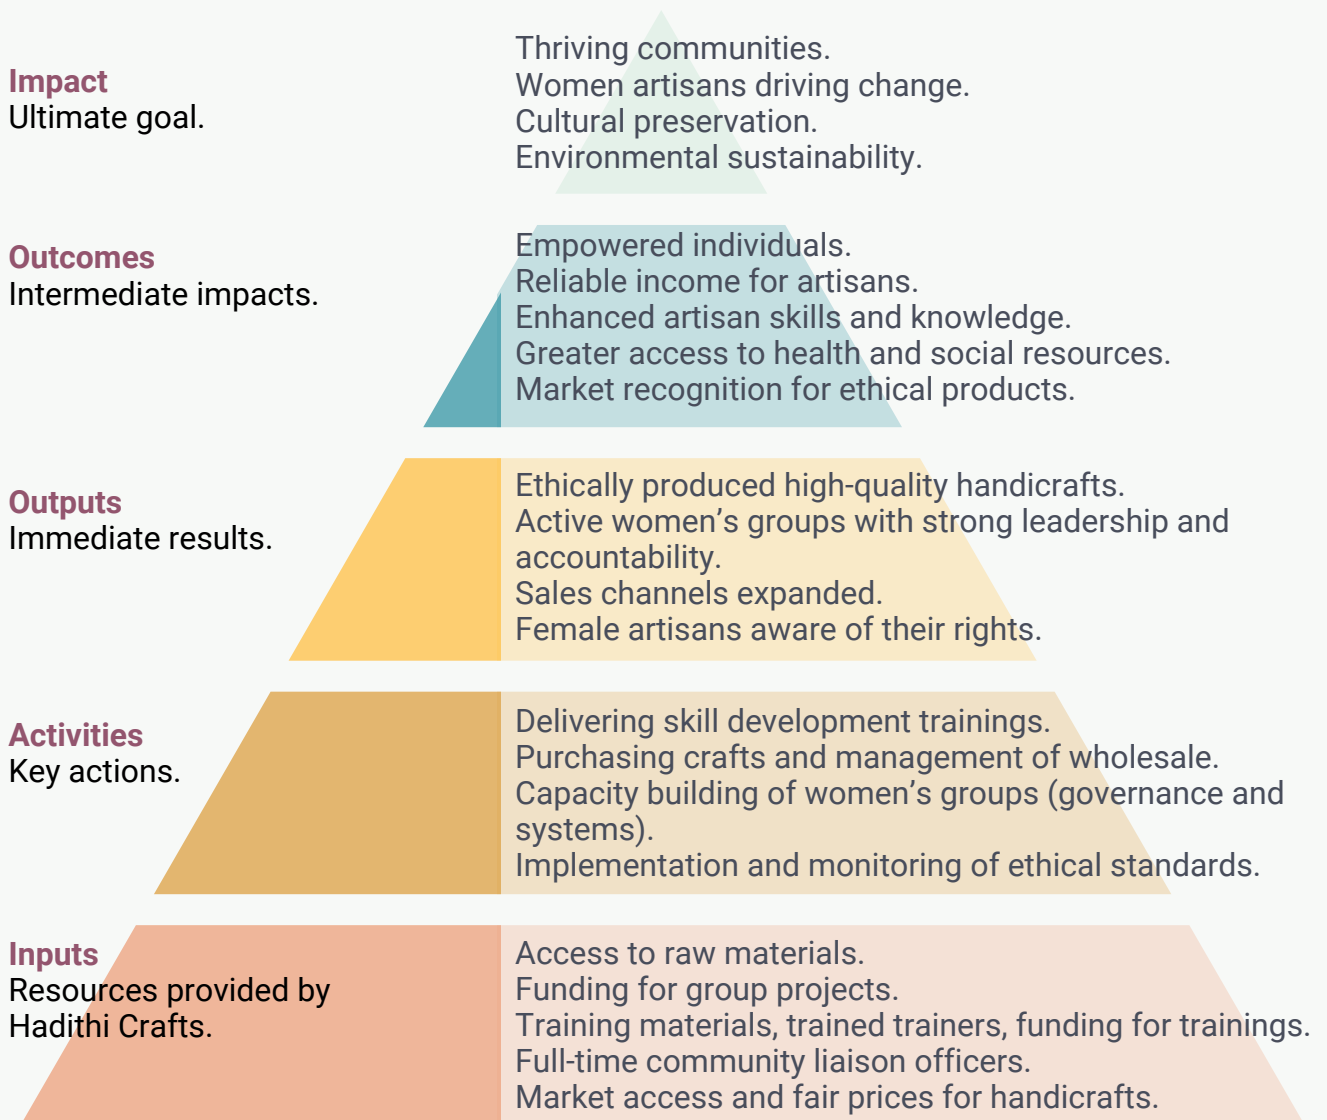 Impact
Ultimate goal.
Thriving communities.
Women artisans driving change.
Cultural preservation.
Environmental sustainability.
Outcomes
Intermediate impacts.
Empowered individuals.
Reliable income for artisans.
Enhanced artisan skills and knowledge.
Greater access to health and social resources.
Market recognition for ethical products.
Outputs
Immediate results.
Ethically produced high-quality handicrafts.
Active women’s groups with strong leadership and
accountability.
Sales channels expanded.
Female artisans aware of their rights.
Activities
Key actions.
Delivering skill development trainings.
Purchasing crafts and management of wholesale.
Capacity building of women’s groups (governance and
systems).
Implementation and monitoring of ethical standards.
Inputs
Resources provided by
Hadithi Crafts.
Access to raw materials.
Funding for group projects.
Training materials, trained trainers, funding for trainings.
Full-time community liaison officers.
Market access and fair prices for handicrafts.